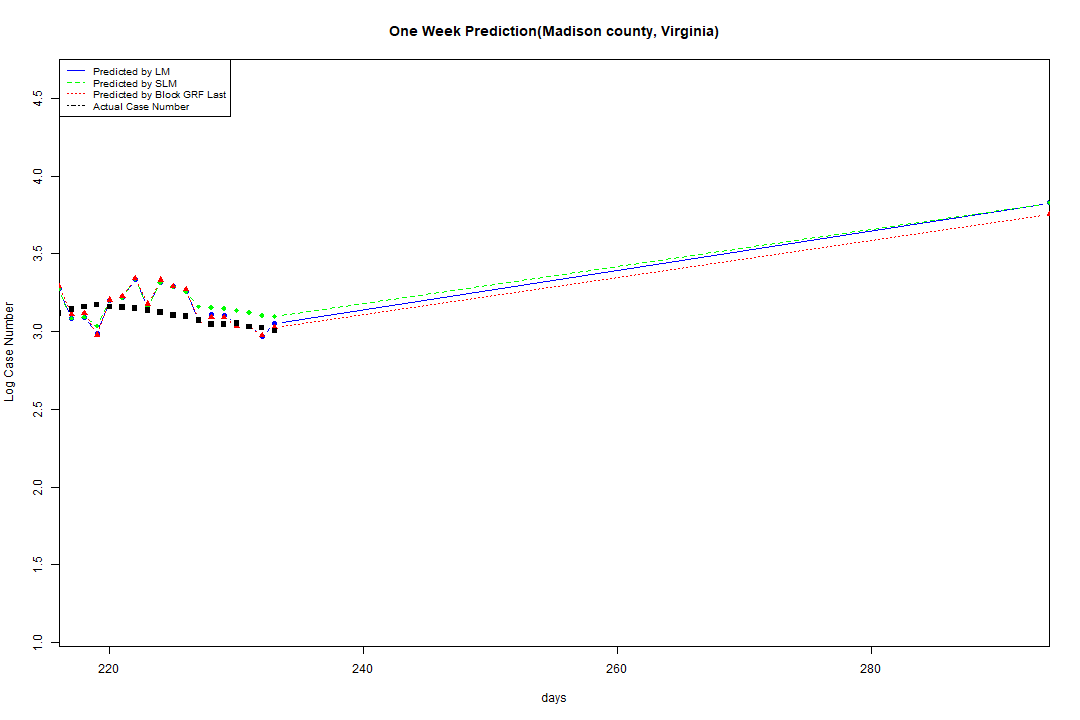 One Week Prediction(Madison county, Virginia)
Predicted by LM
Predicted by SLM
Predicted by Block GRF Last
Actual Case Number
4.5
4.0
3.5
3.0
2.5
2.0
1.5
1.0
Log Case Number
220
240
260
280
days